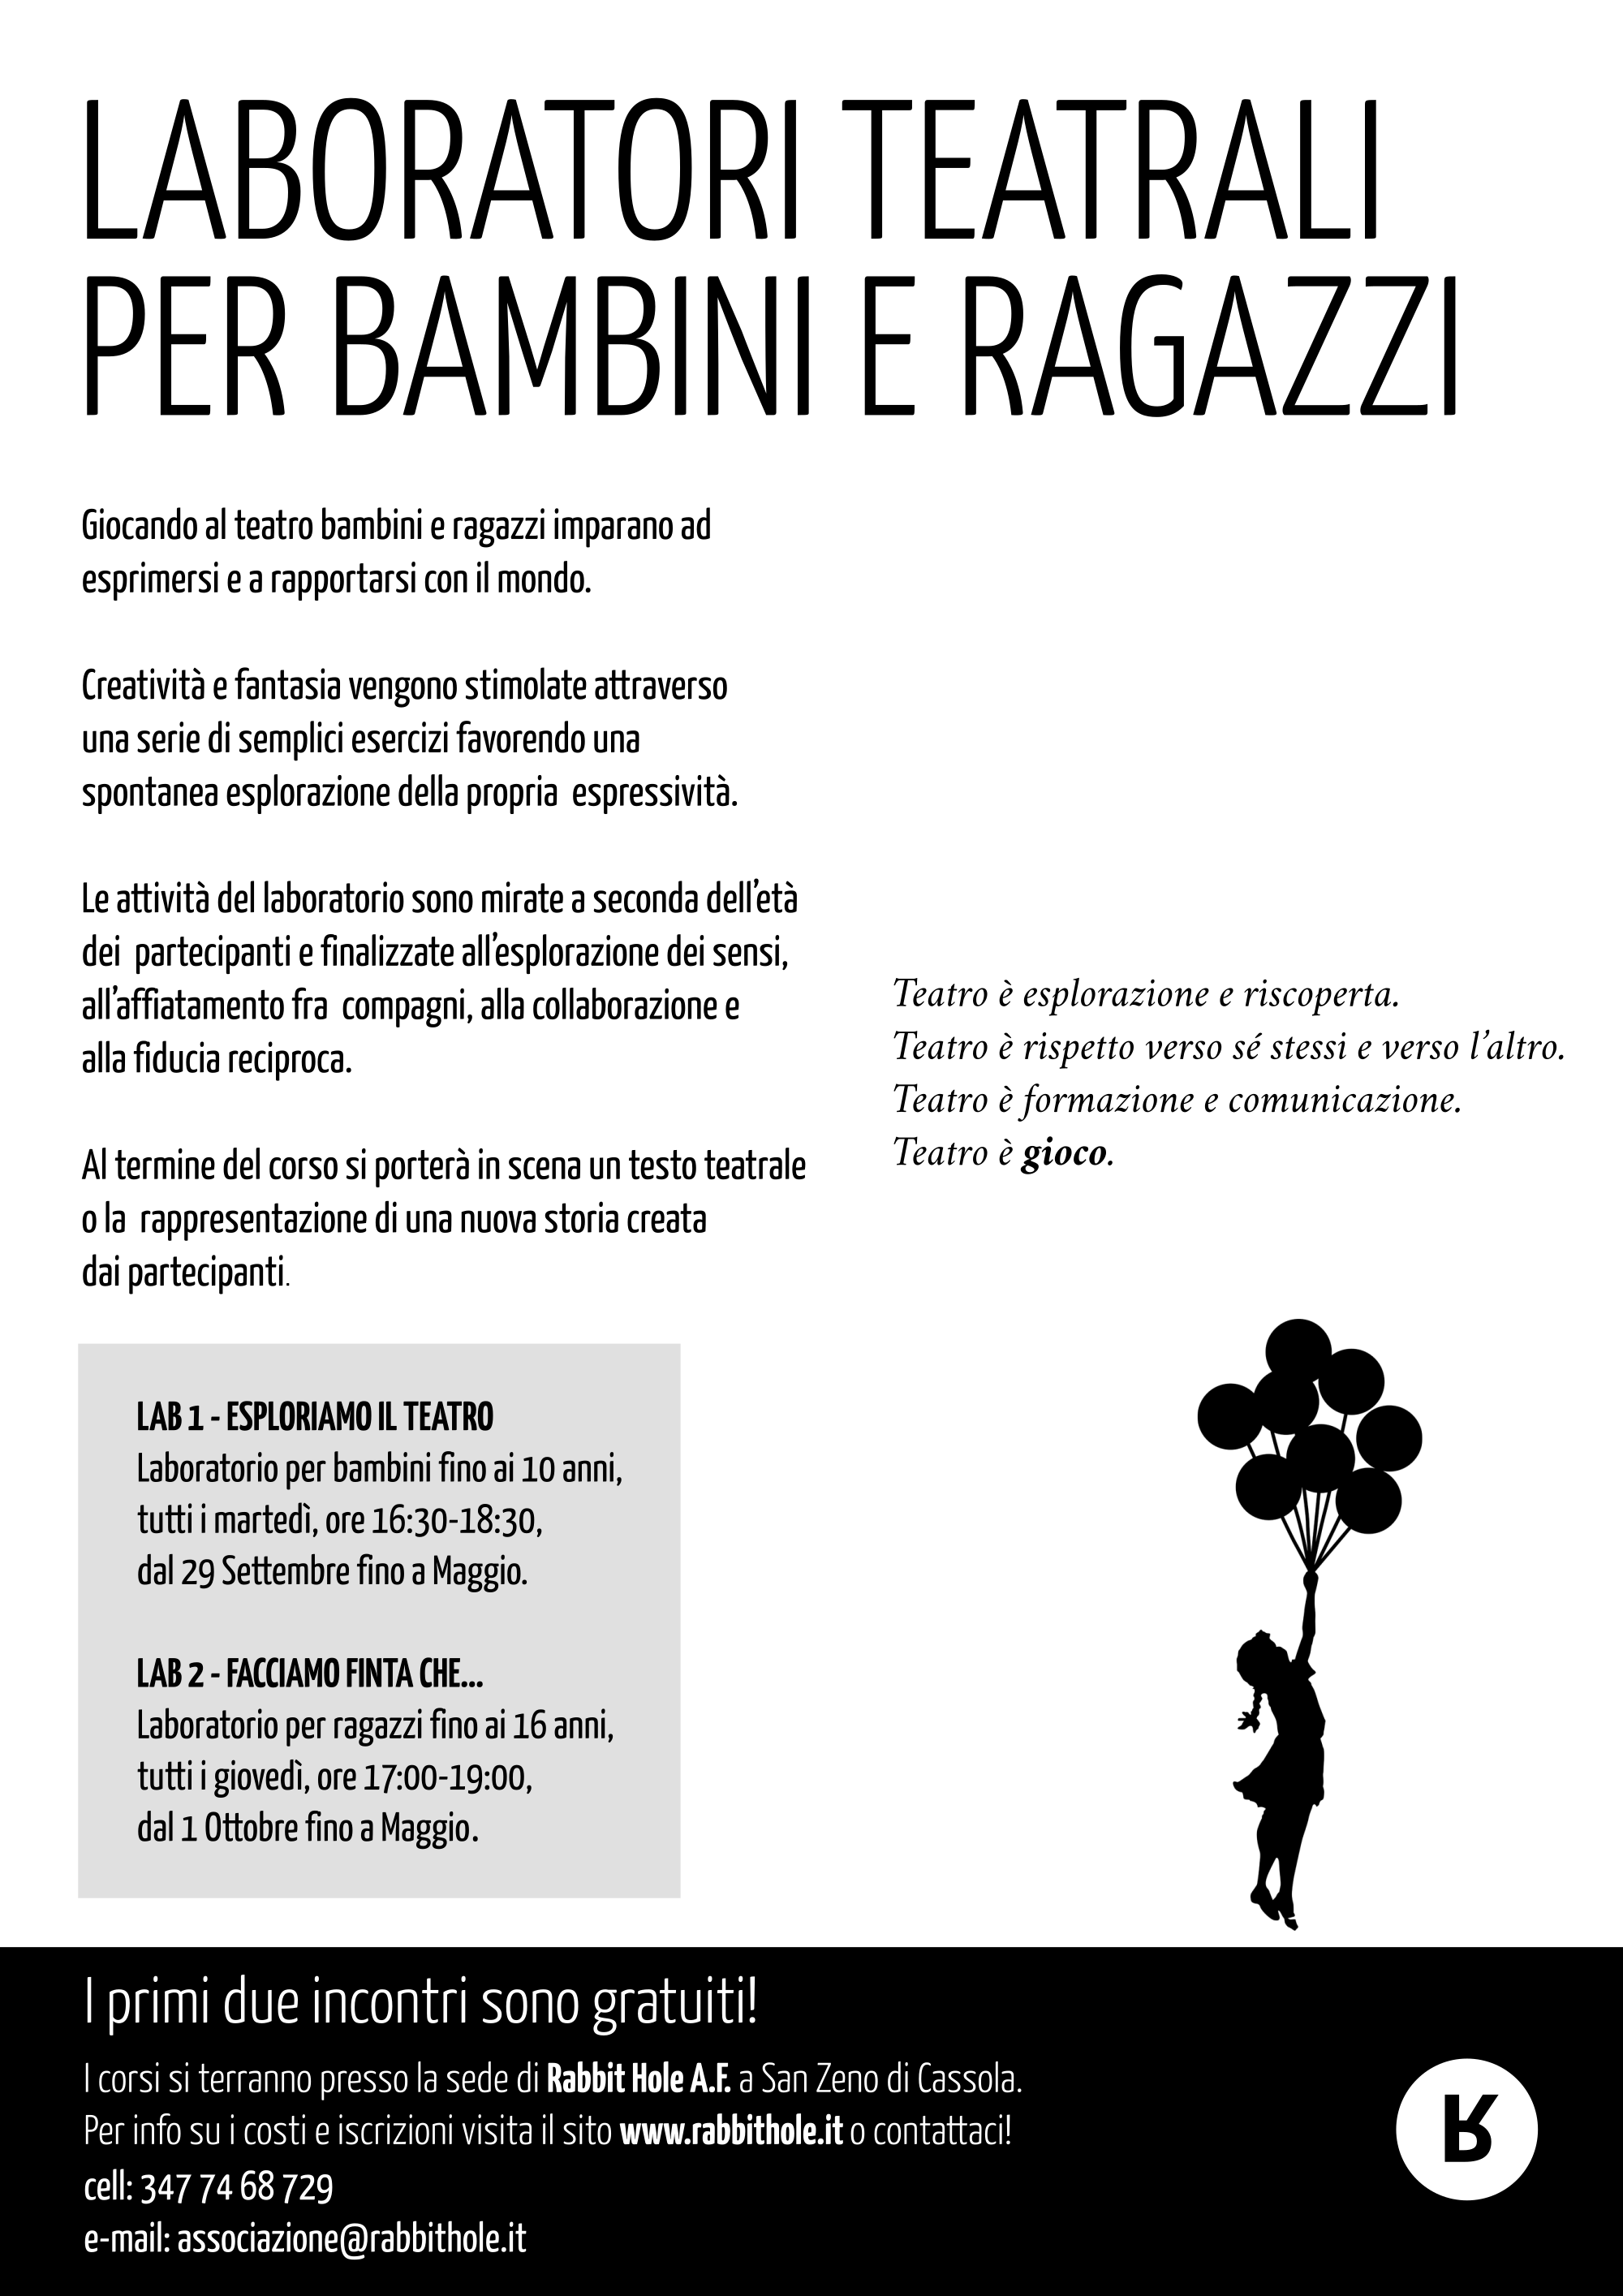 LABORATORI TEATRALI
PER BAMBINI E RAGAZZI
Giocando al teatro bambini e ragazzi imparano ad
esprimersi e a rapportarsi con il mondo.
Creatività e fantasia vengono stimolate attraverso
una serie di semplici esercizi favorendo una
spontanea esplorazione della propria espressività.
Le attività del laboratorio sono mirate a seconda dell'età
dei partecipanti e finalizzate all'esplorazione dei sensi,
all'affiatamento fra compagni, alla collaborazione e
alla fiducia reciproca.
Al termine del corso si porterà in scena un testo teatrale
o la rappresentazione di una nuova storia creata
dai partecipanti.
Teatro è esplorazione e riscoperta.
Teatro è rispetto verso sé stessi e verso l'altro.
Teatro è formazione e comunicazione.
Teatro è gioco.
LAB 1 - ESPLORIAMO IL TEATRO
Laboratorio per bambini fino ai 10 anni,
tutti i martedì, ore 16:30-18:30,
dal 29 Settembre fino a Maggio.
LAB 2 - FACCIAMO FINTA CHE...
Laboratorio per ragazzi fino ai 16 anni,
tutti i giovedì, ore 17:00-19:00,
dal 1 Ottobre fino a Maggio.
I primi due incontri sono gratuiti!
I corsi si terranno presso la sede di Rabbit Hole A.F. a San Zeno di Cassola.
Per info su i costi e iscrizioni visita il sito www.rabbithole.it o contattaci!
cell: 347 74 68 729
e-mail: associazione@rabbithole.it
R